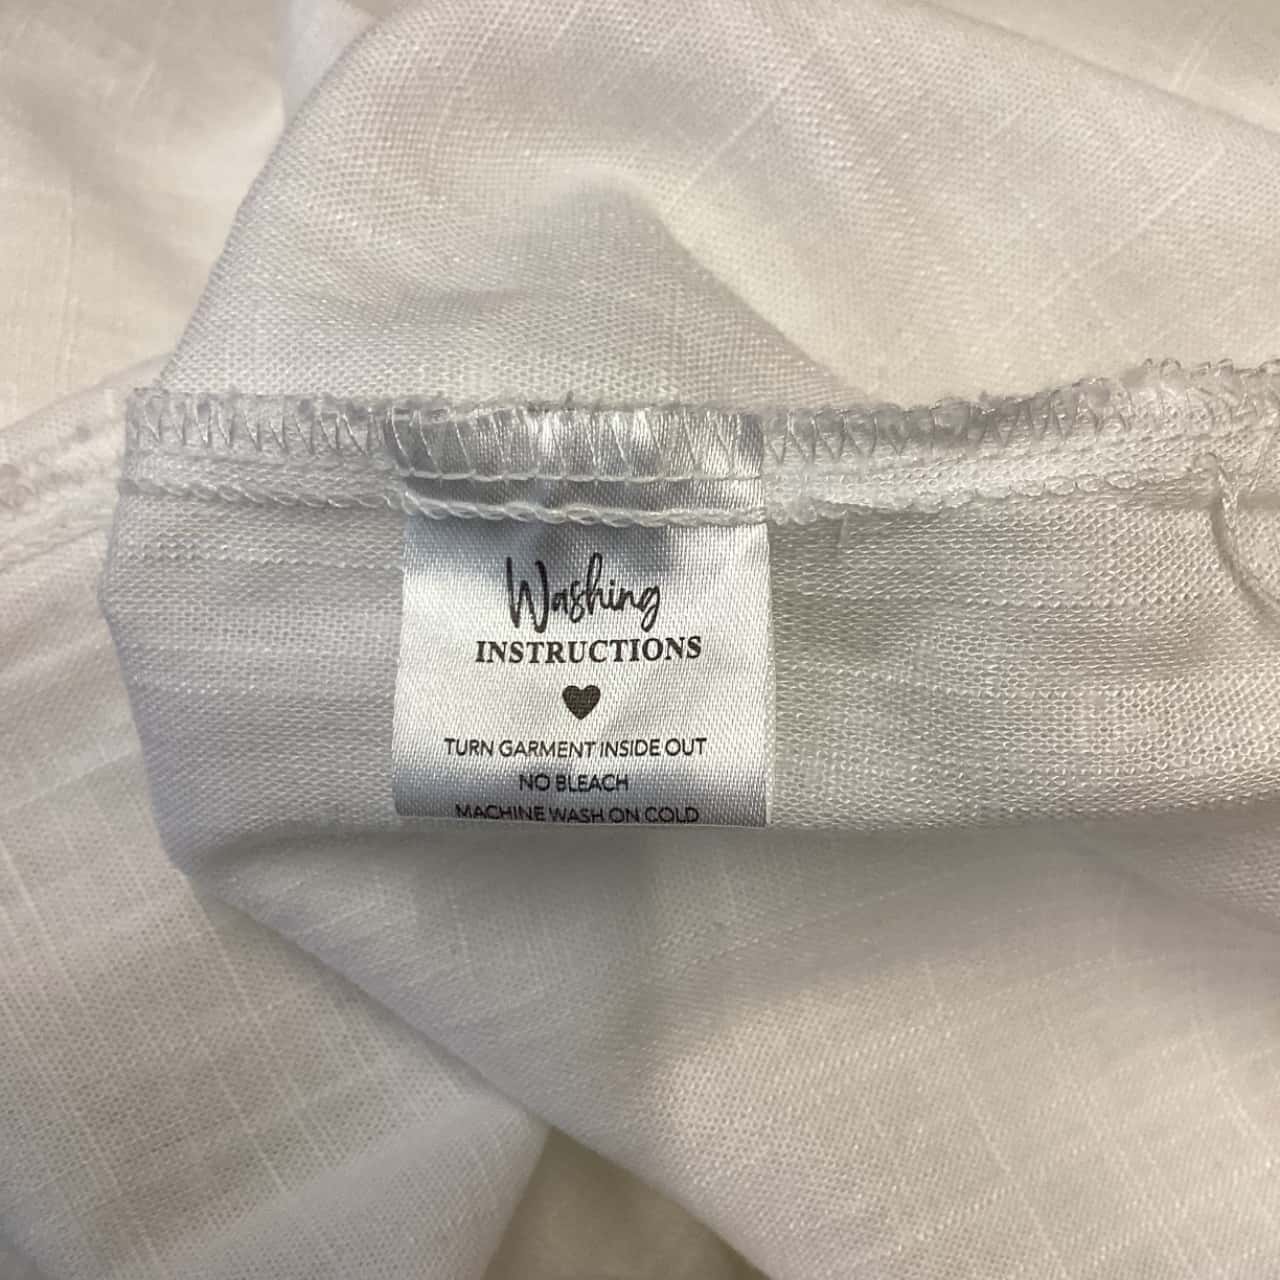 Washing
INSTRUCTIONS
TURN GARMENT INSIDE OUT
NO BLEACH
MACHINE WASH ON COLD